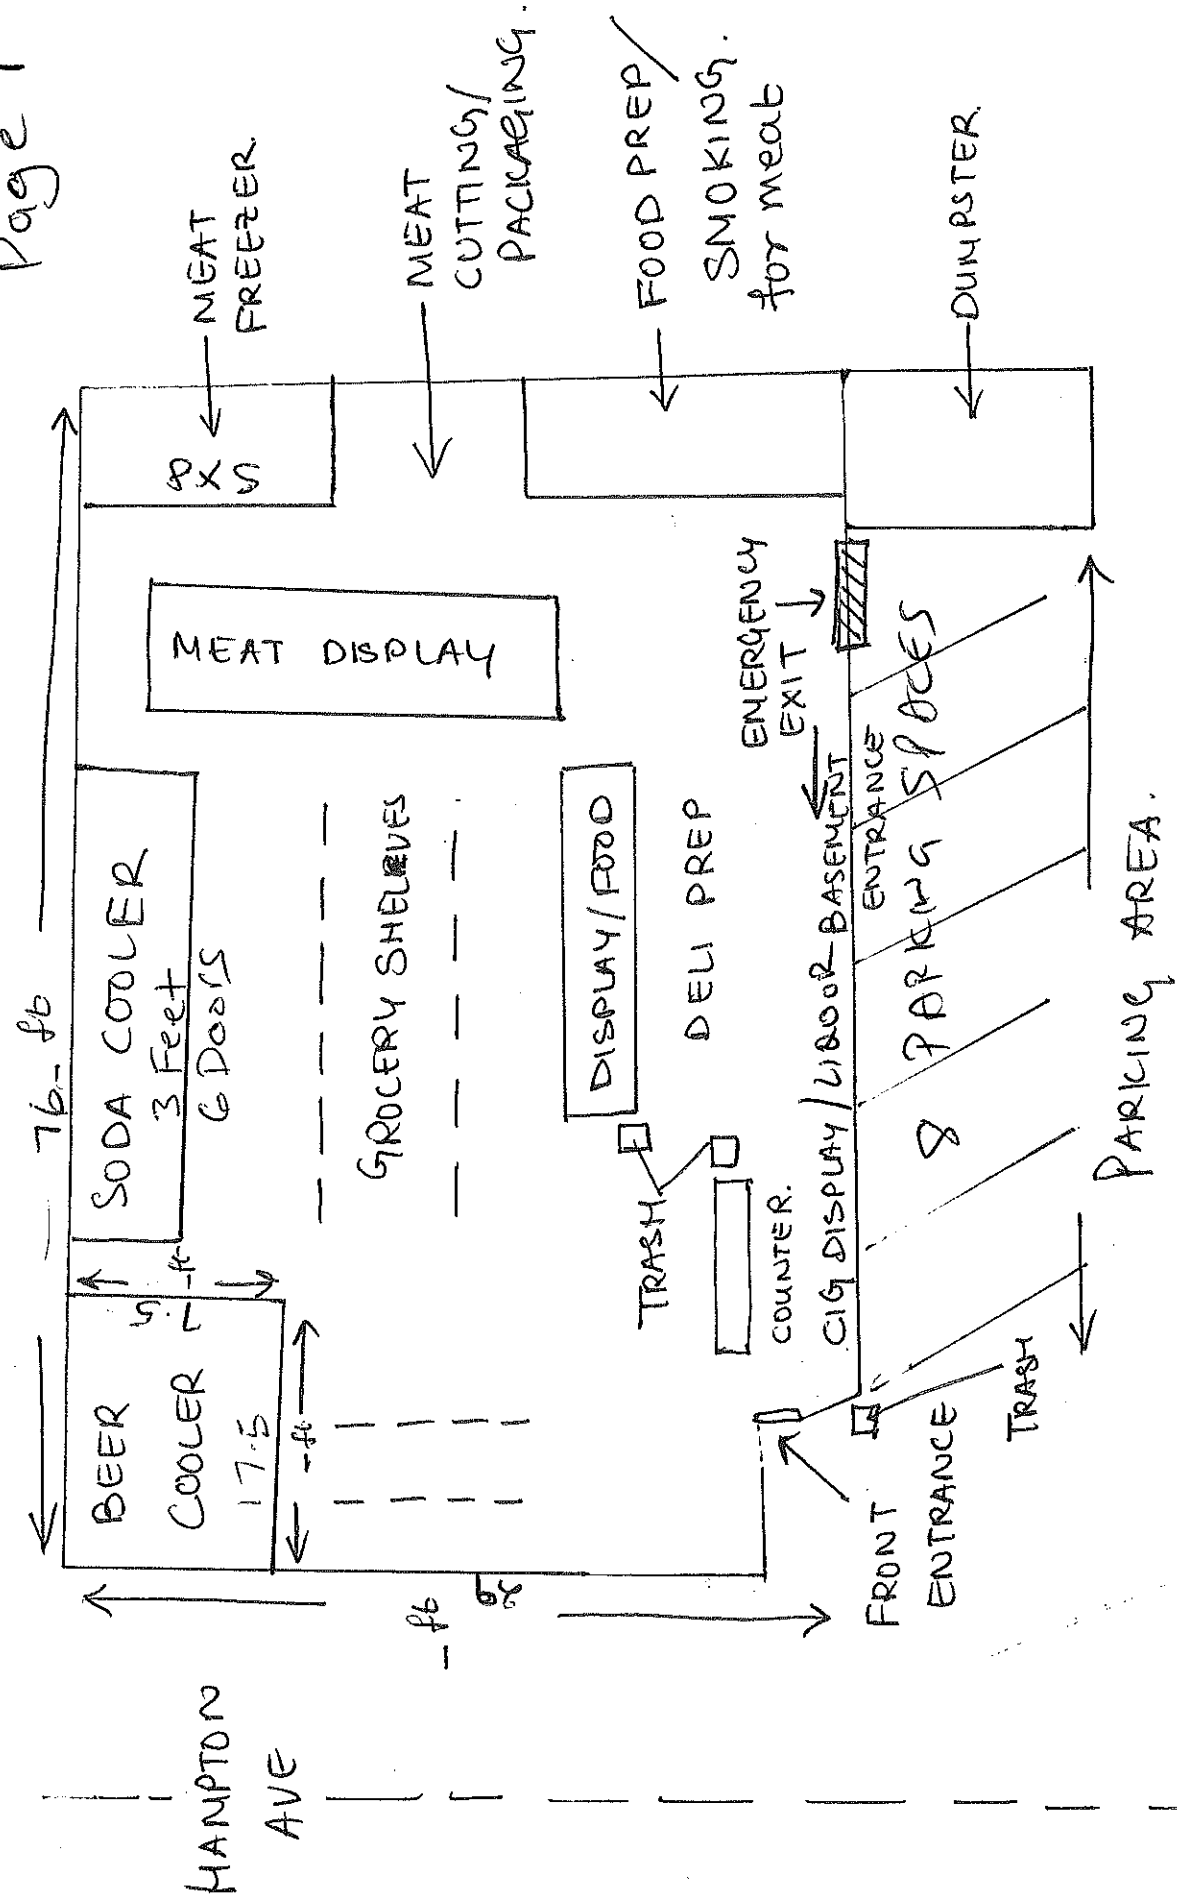 Page 1
MEAT
FREEZER.
MEAT
CUTTING/
PACKAGING.
FOOD PREP/
SMOKING.
for meat
DUMPSTER.
76-ft
8X5
MEAT DISPLAY
SODA COOLER
3 Feet
6 Doors
GROCERY SHELVES
DISPLAY/FOOD
DELI PREP
EMERGENCY
EXIT
BASEMENT
ENTRANCE
CIG DISPLAY/LIQUOR
8 PARKING SPACES
PARKING AREA.
BEER
COOLER
7.5
-ft
17.5
-ft
TRASH
COUNTER.
FRONT
ENTRANCE
TRASH
-ft
HAMPTON
AVE